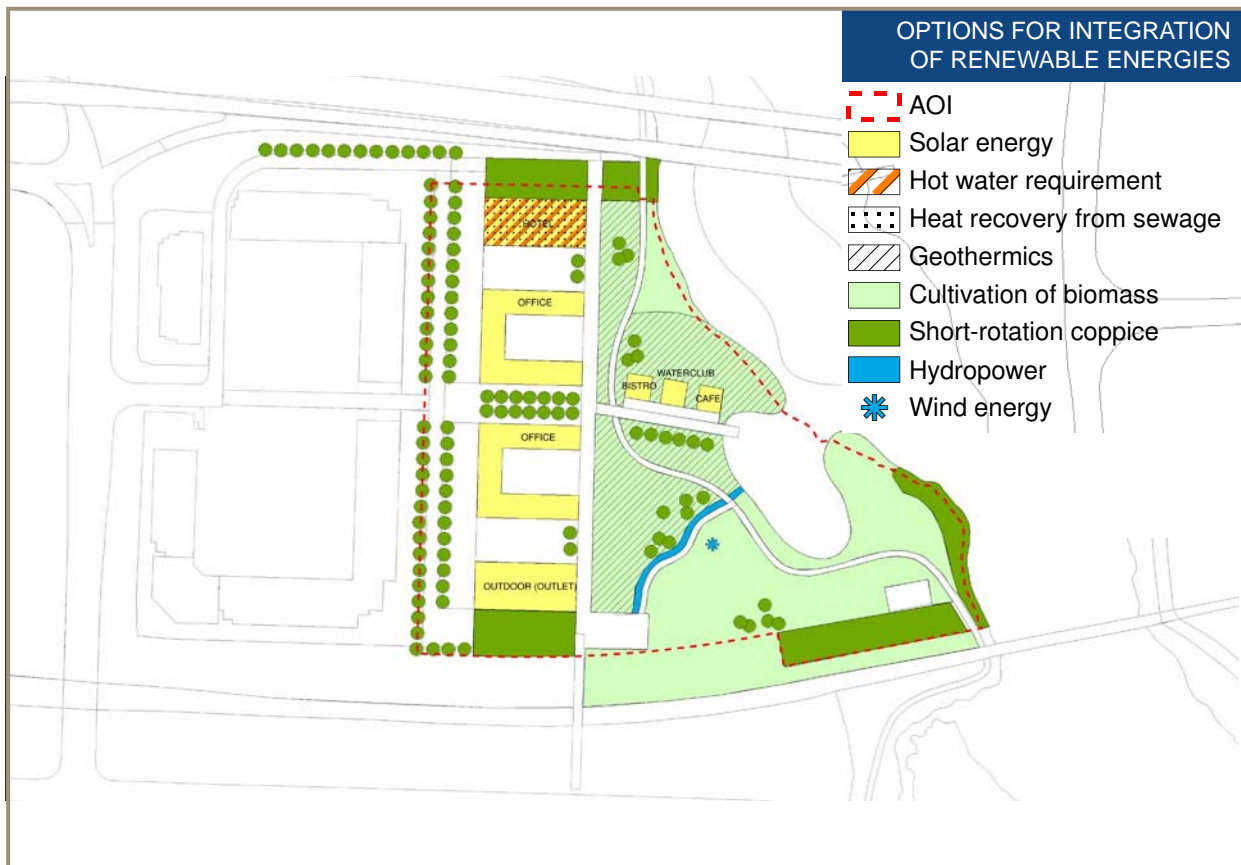 OPTIONS FOR INTEGRATION
OF RENEWABLE ENERGIES
AOI
Solar energy
Hot water requirement
Heat recovery from sewage
Geothermics
Cultivation of biomass
Short-rotation coppice
Hydropower
Wind energy
HOTEL
OFFICE
WATERCLUB
BISTRO
CAFE
OFFICE
OUTDOOR (OUTLET)